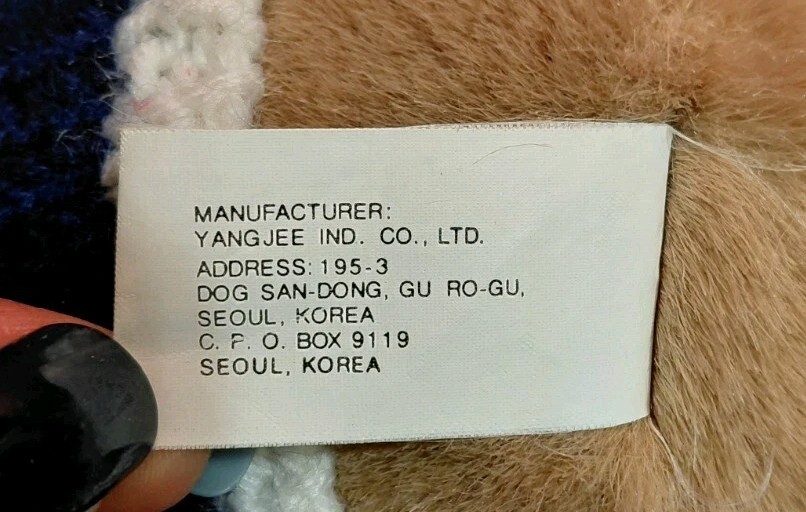 MANUFACTURER:
YANGJEE IND. CO., LTD.
ADDRESS: 195-3
DOG SAN-DONG, GU RO-GU,
SEOUL, KOREA
C. P. O. BOX 9119
SEOUL, KOREA